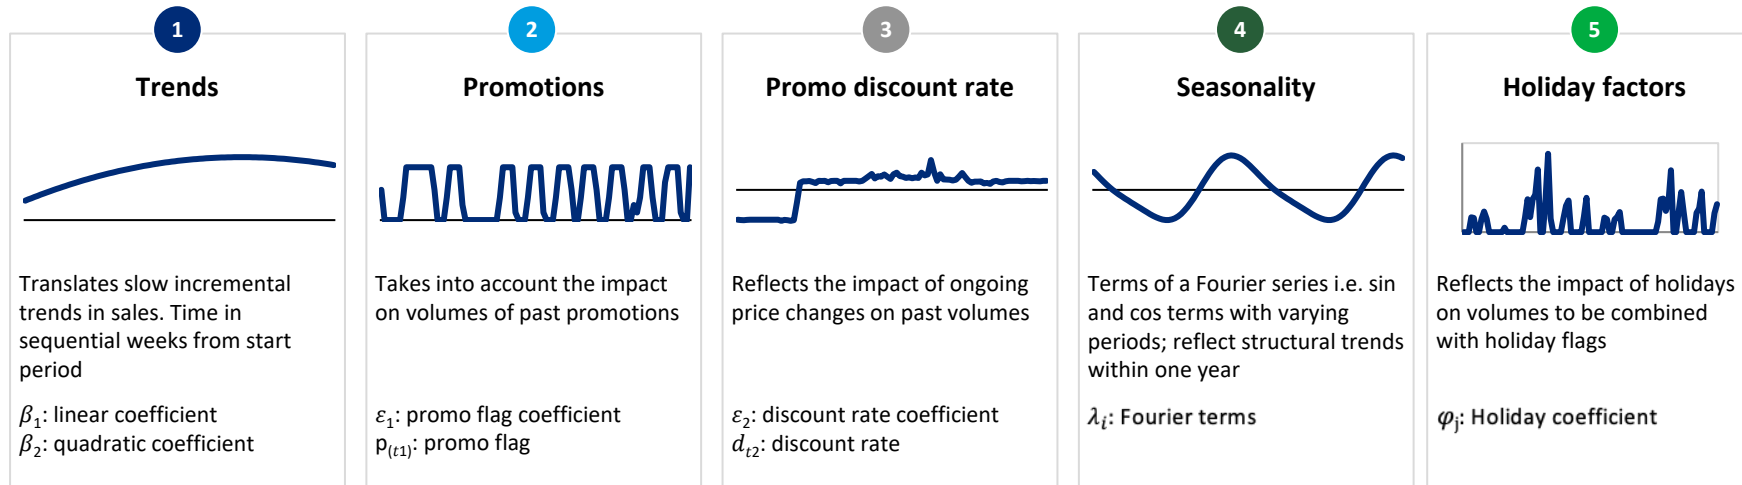 1
Trends
Translates slow incremental
trends in sales. Time in
sequential weeks from start
period
β₁: linear coefficient
β₂: quadratic coefficient
2
Promotions
Takes into account the impact
on volumes of past promotions
ε₁: promo flag coefficient
p₍ₜ₁₎: promo flag
3
Promo discount rate
Reflects the impact of ongoing
price changes on past volumes
ε₂: discount rate coefficient
dₜ₂: discount rate
4
Seasonality
Terms of a Fourier series i.e. sin
and cos terms with varying
periods; reflect structural trends
within one year
λᵢ: Fourier terms
5
Holiday factors
Reflects the impact of holidays
on volumes to be combined
with holiday flags
φⱼ: Holiday coefficient